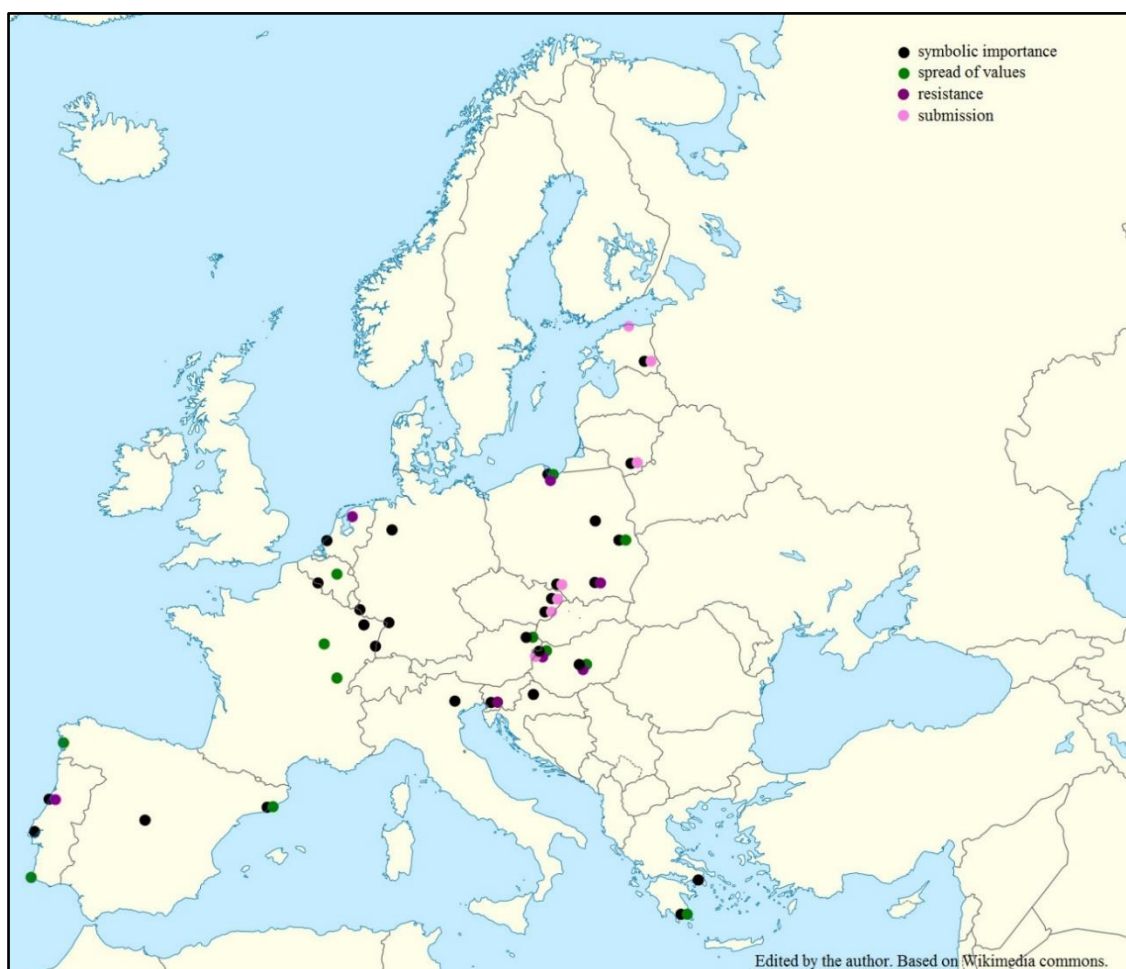 symbolic importance
spread of values
resistance
submission
Edited by the author. Based on Wikimedia commons.